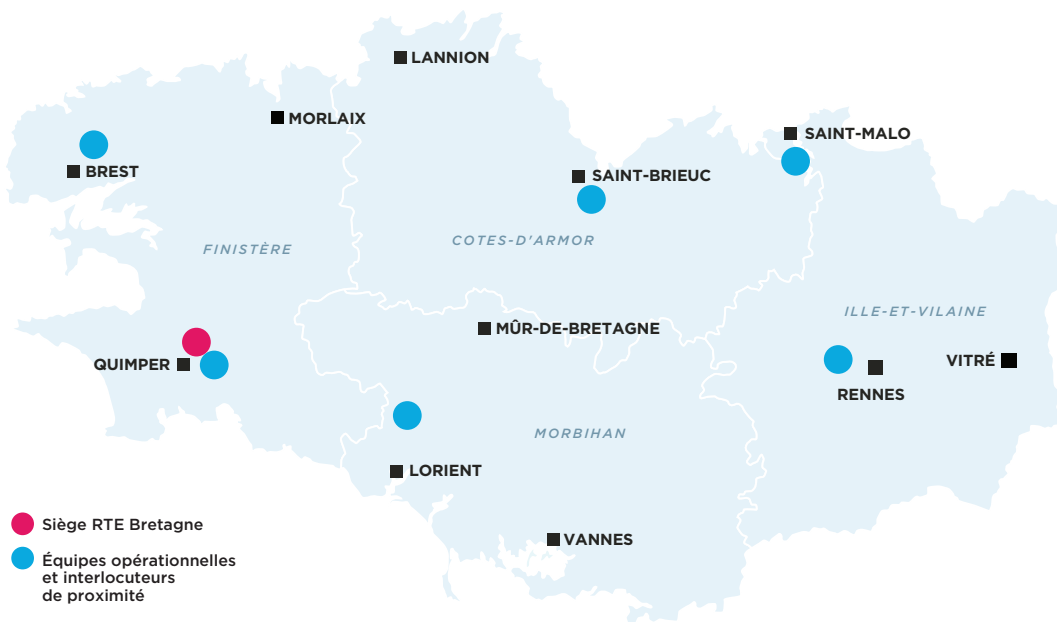 LANNION
MORLAIX
SAINT-MALO
BREST
SAINT-BRIEUC
FINISTÈRE
COTES-D'ARMOR
ILLE-ET-VILAINE
MÛR-DE-BRETAGNE
QUIMPER
VITRÉ
RENNES
MORBIHAN
LORIENT
VANNES
Siège RTE Bretagne
Équipes opérationnelles
et interlocuteurs
de proximité